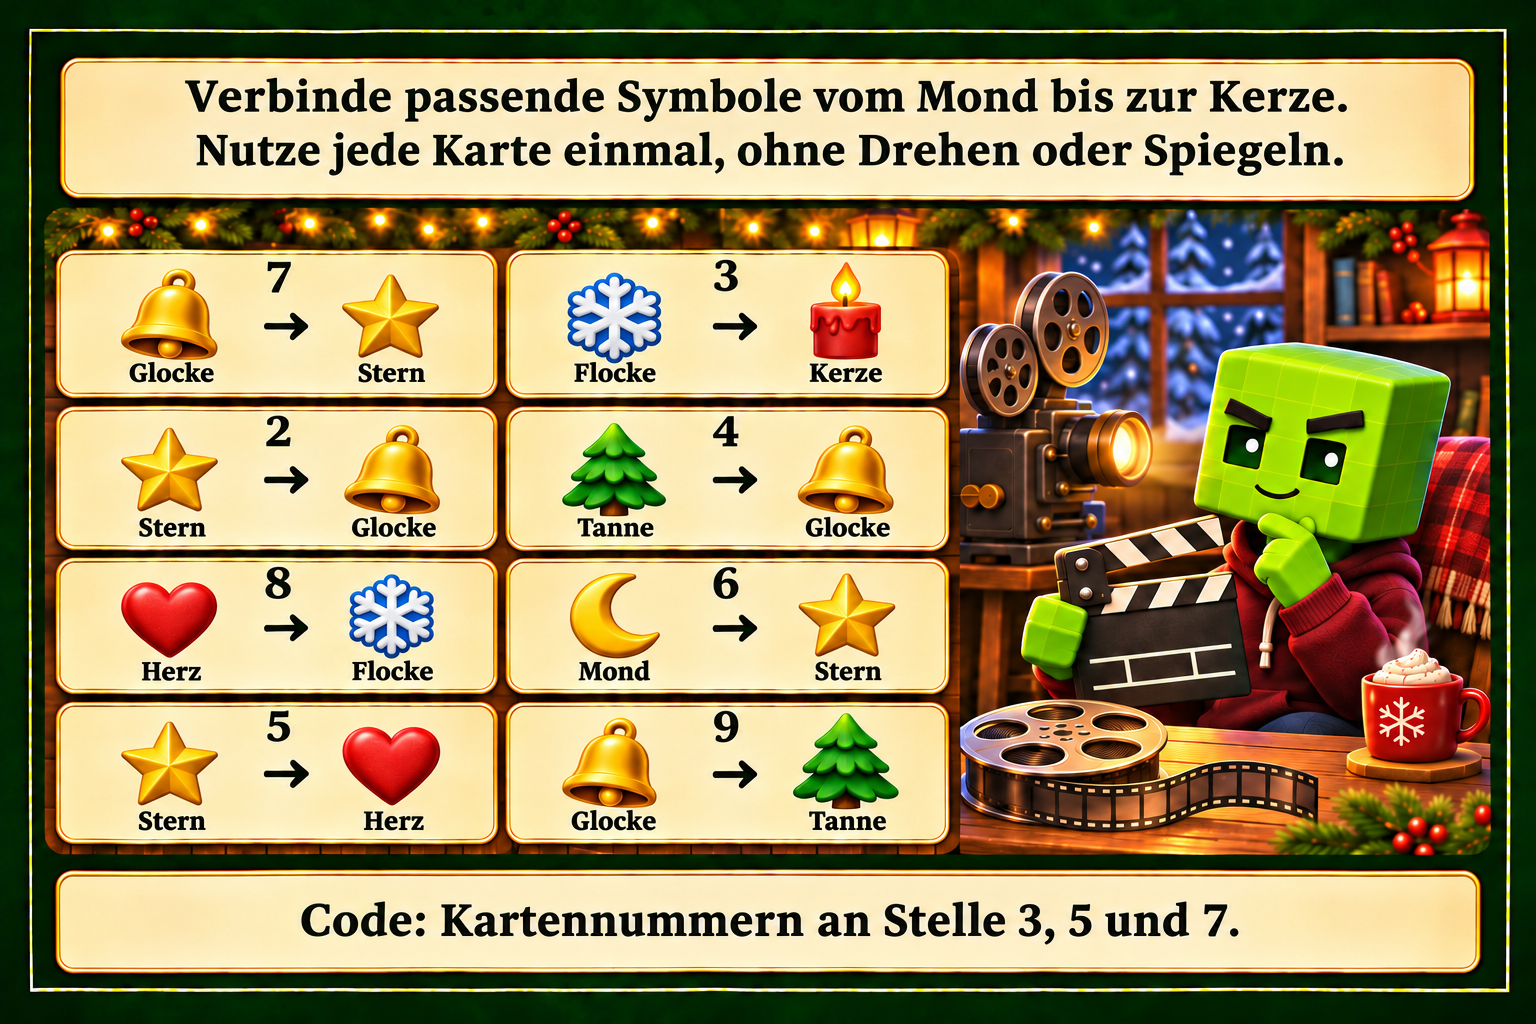 Verbinde passende Symbole vom Mond bis zur Kerze.
Nutze jede Karte einmal, ohne Drehen oder Spiegeln.
7
Glocke → Stern
3
Flocke → Kerze
2
Stern → Glocke
4
Tanne → Glocke
8
Herz → Flocke
6
Mond → Stern
5
Stern → Herz
9
Glocke → Tanne
Code: Kartennummern an Stelle 3, 5 und 7.